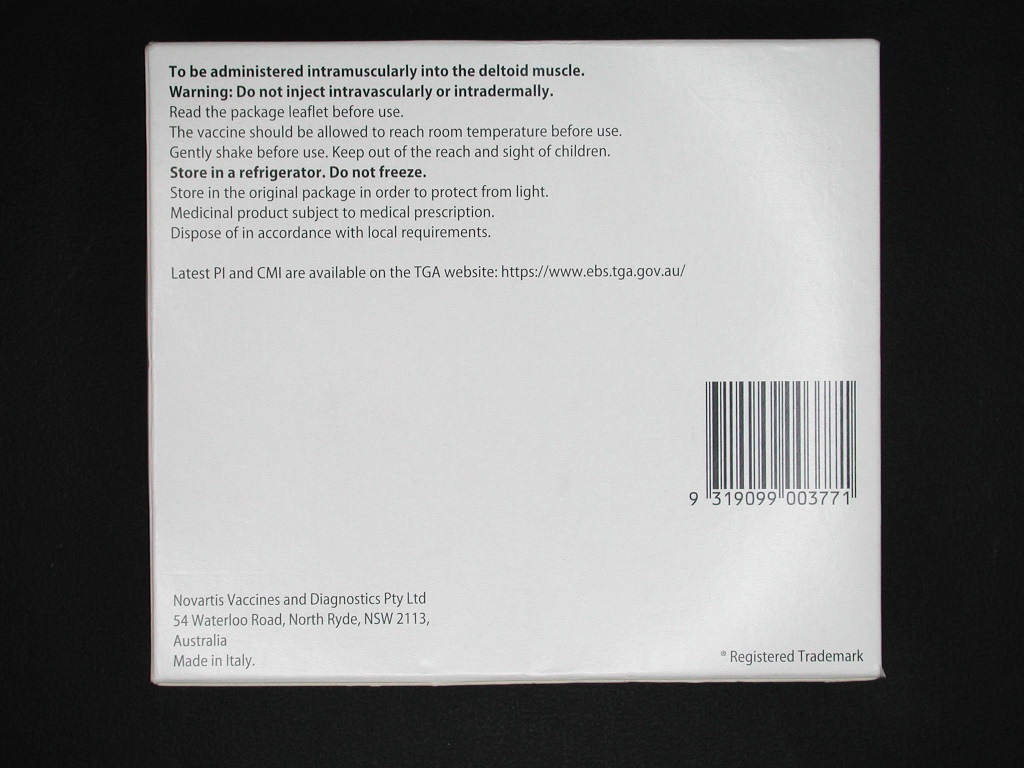 To be administered intramuscularly into the deltoid muscle.
Warning: Do not inject intravascularly or intradermally.
Read the package leaflet before use.
The vaccine should be allowed to reach room temperature before use.
Gently shake before use. Keep out of the reach and sight of children.
Store in a refrigerator. Do not freeze.
Store in the original package in order to protect from light.
Medicinal product subject to medical prescription.
Dispose of in accordance with local requirements.
Latest PI and CMI are available on the TGA website: https://www.ebs.tga.gov.au/
9 319099 003771
Novartis Vaccines and Diagnostics Pty Ltd
54 Waterloo Road, North Ryde, NSW 2113,
Australia
Made in Italy.
® Registered Trademark